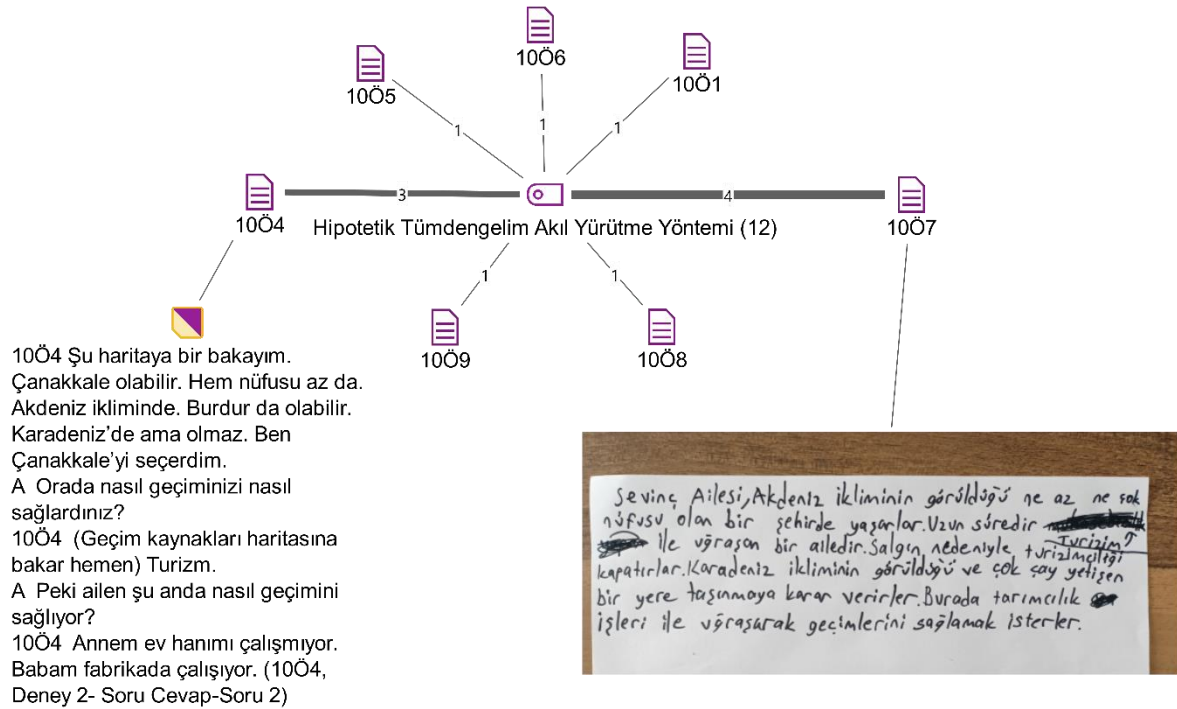 10Ö6
10Ö5
10Ö1
1
1
1
10Ö4
3
4
10Ö7
Hipotetik Tümdengelim Akıl Yürütme Yöntemi (12)
1
1
10Ö9
10Ö8
10Ö4 Şu haritaya bir bakayım.
Çanakkale olabilir. Hem nüfusu az da.
Akdeniz ikliminde. Burdur da olabilir.
Karadeniz’de ama olmaz. Ben
Çanakkale’yi seçerdim.
A Orada nasıl geçiminizi nasıl
sağlardınız?
10Ö4 (Geçim kaynakları haritasına
bakar hemen) Turizm.
A Peki ailen şu anda nasıl geçimini
sağlıyor?
10Ö4 Annem ev hanımı çalışmıyor.
Babam fabrikada çalışıyor. (10Ö4,
Deney 2- Soru Cevap-Soru 2)
Sevinç Ailesi, Akdeniz ikliminin görüldüğü ne az ne çok
nüfusu olan bir şehirde yaşarlar. Uzun süredir
Turizim
ile uğraşan bir ailedir. Salgın nedeniyle turizimciliği
kapatırlar. Karadeniz ikliminin görüldüğü ve çok çay yetişen
bir yere taşınmaya karar verirler. Burada tarımcılık
işleri ile uğraşarak geçimlerini sağlamak isterler.